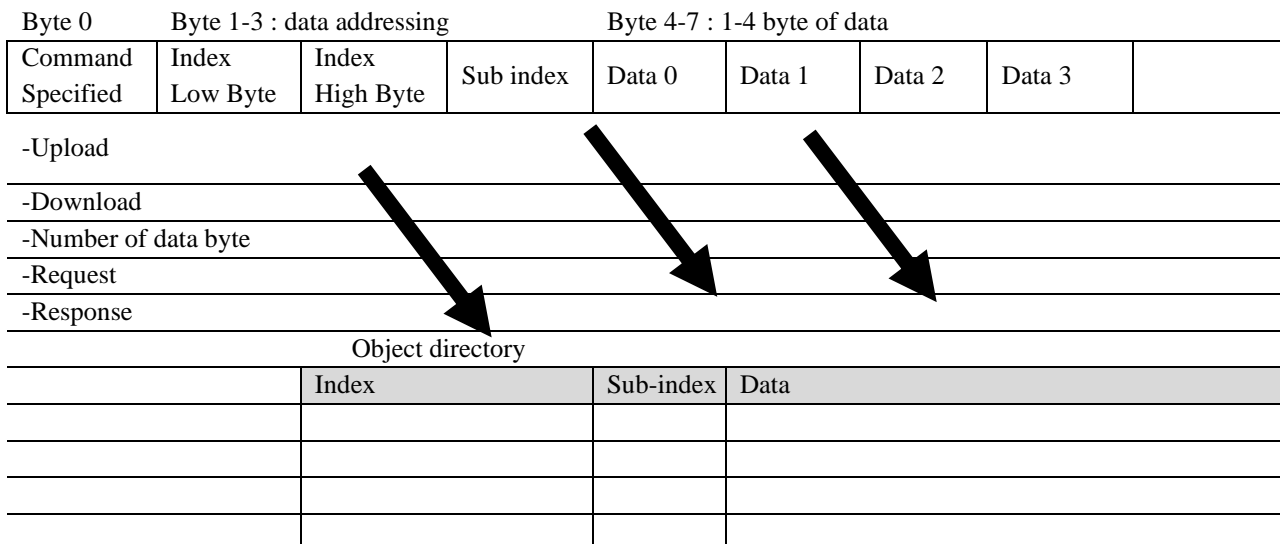 Byte 0 Byte 1-3 : data addressing Byte 4-7 : 1-4 byte of data
Command Specified Index Low Byte Index High Byte Sub index Data 0 Data 1 Data 2 Data 3
-Upload
-Download
-Number of data byte
-Request
-Response
Object directory
Index Sub-index Data